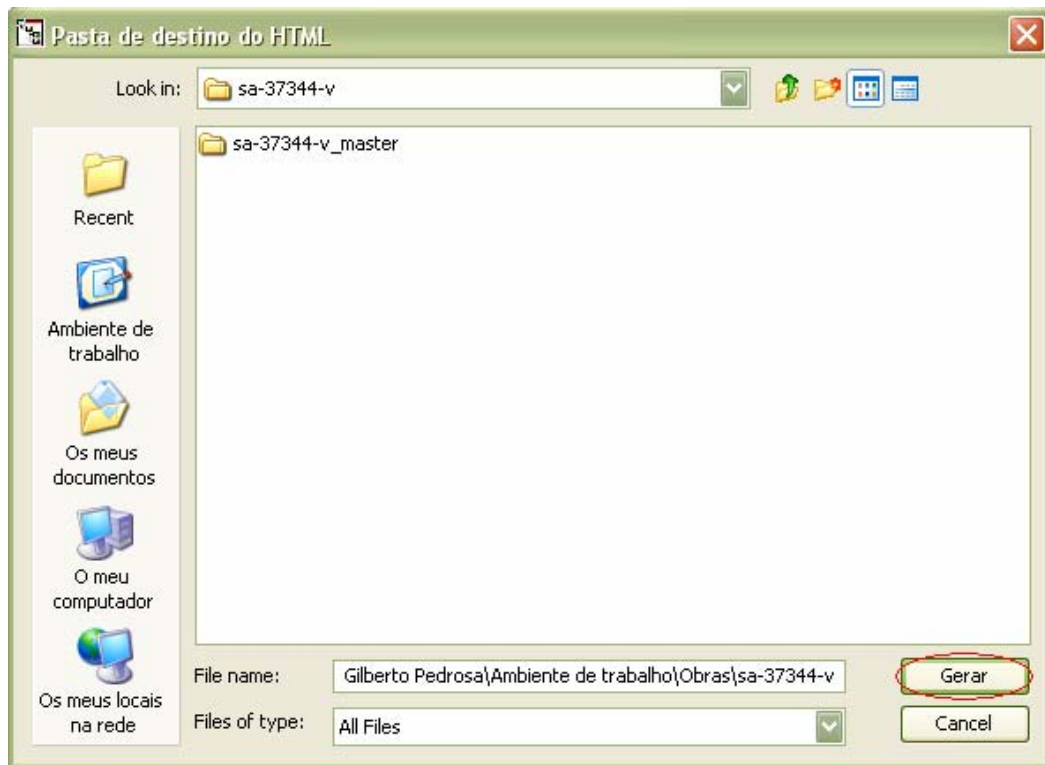 Pasta de destino do HTML
Look in:
sa-37344-v
sa-37344-v_master
Recent
Ambiente de
trabalho
Os meus
documentos
O meu
computador
Os meus locais
na rede
File name:
Gilberto Pedrosa\Ambiente de trabalho\Obras\sa-37344-v
Gerar
Files of type:
All Files
Cancel